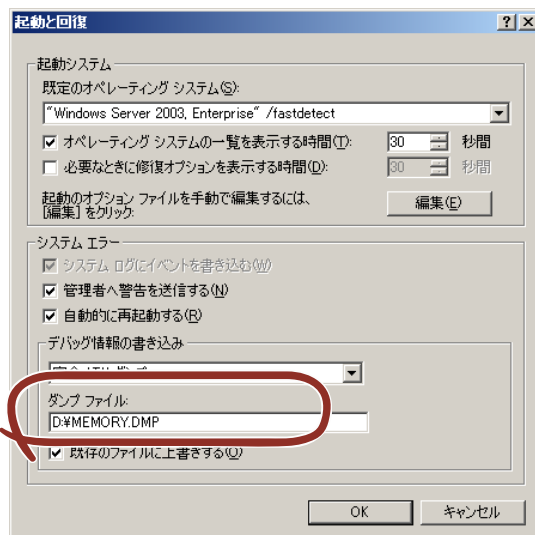 起動と回復
起動システム
既定のオペレーティング システム(S):
"Windows Server 2003, Enterprise" /fastdetect
オペレーティング システムの一覧を表示する時間(T): 30 秒間
必要なときに修復オプションを表示する時間(D): 30 秒間
起動のオプション ファイルを手動で編集するには、
[編集] をクリック:
編集(E)
システム エラー
システム ログにイベントを書き込む(W)
管理者へ警告を送信する(N)
自動的に再起動する(R)
デバッグ情報の書き込み
ダンプ ファイル:
D:¥MEMORY.DMP
既存のファイルに上書きする(O)
OK キャンセル